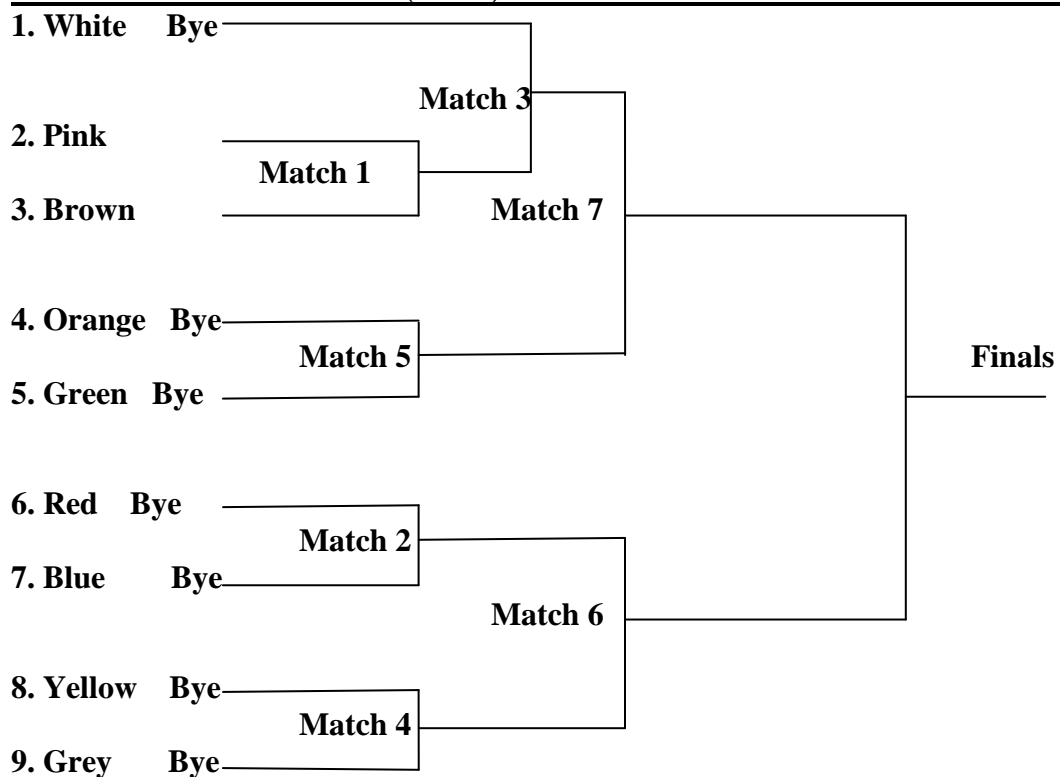 1. White Bye
Match 3
2. Pink
Match 1
3. Brown
Match 7
4. Orange Bye
Match 5
Finals
5. Green Bye
6. Red Bye
Match 2
7. Blue Bye
Match 6
8. Yellow Bye
Match 4
9. Grey Bye